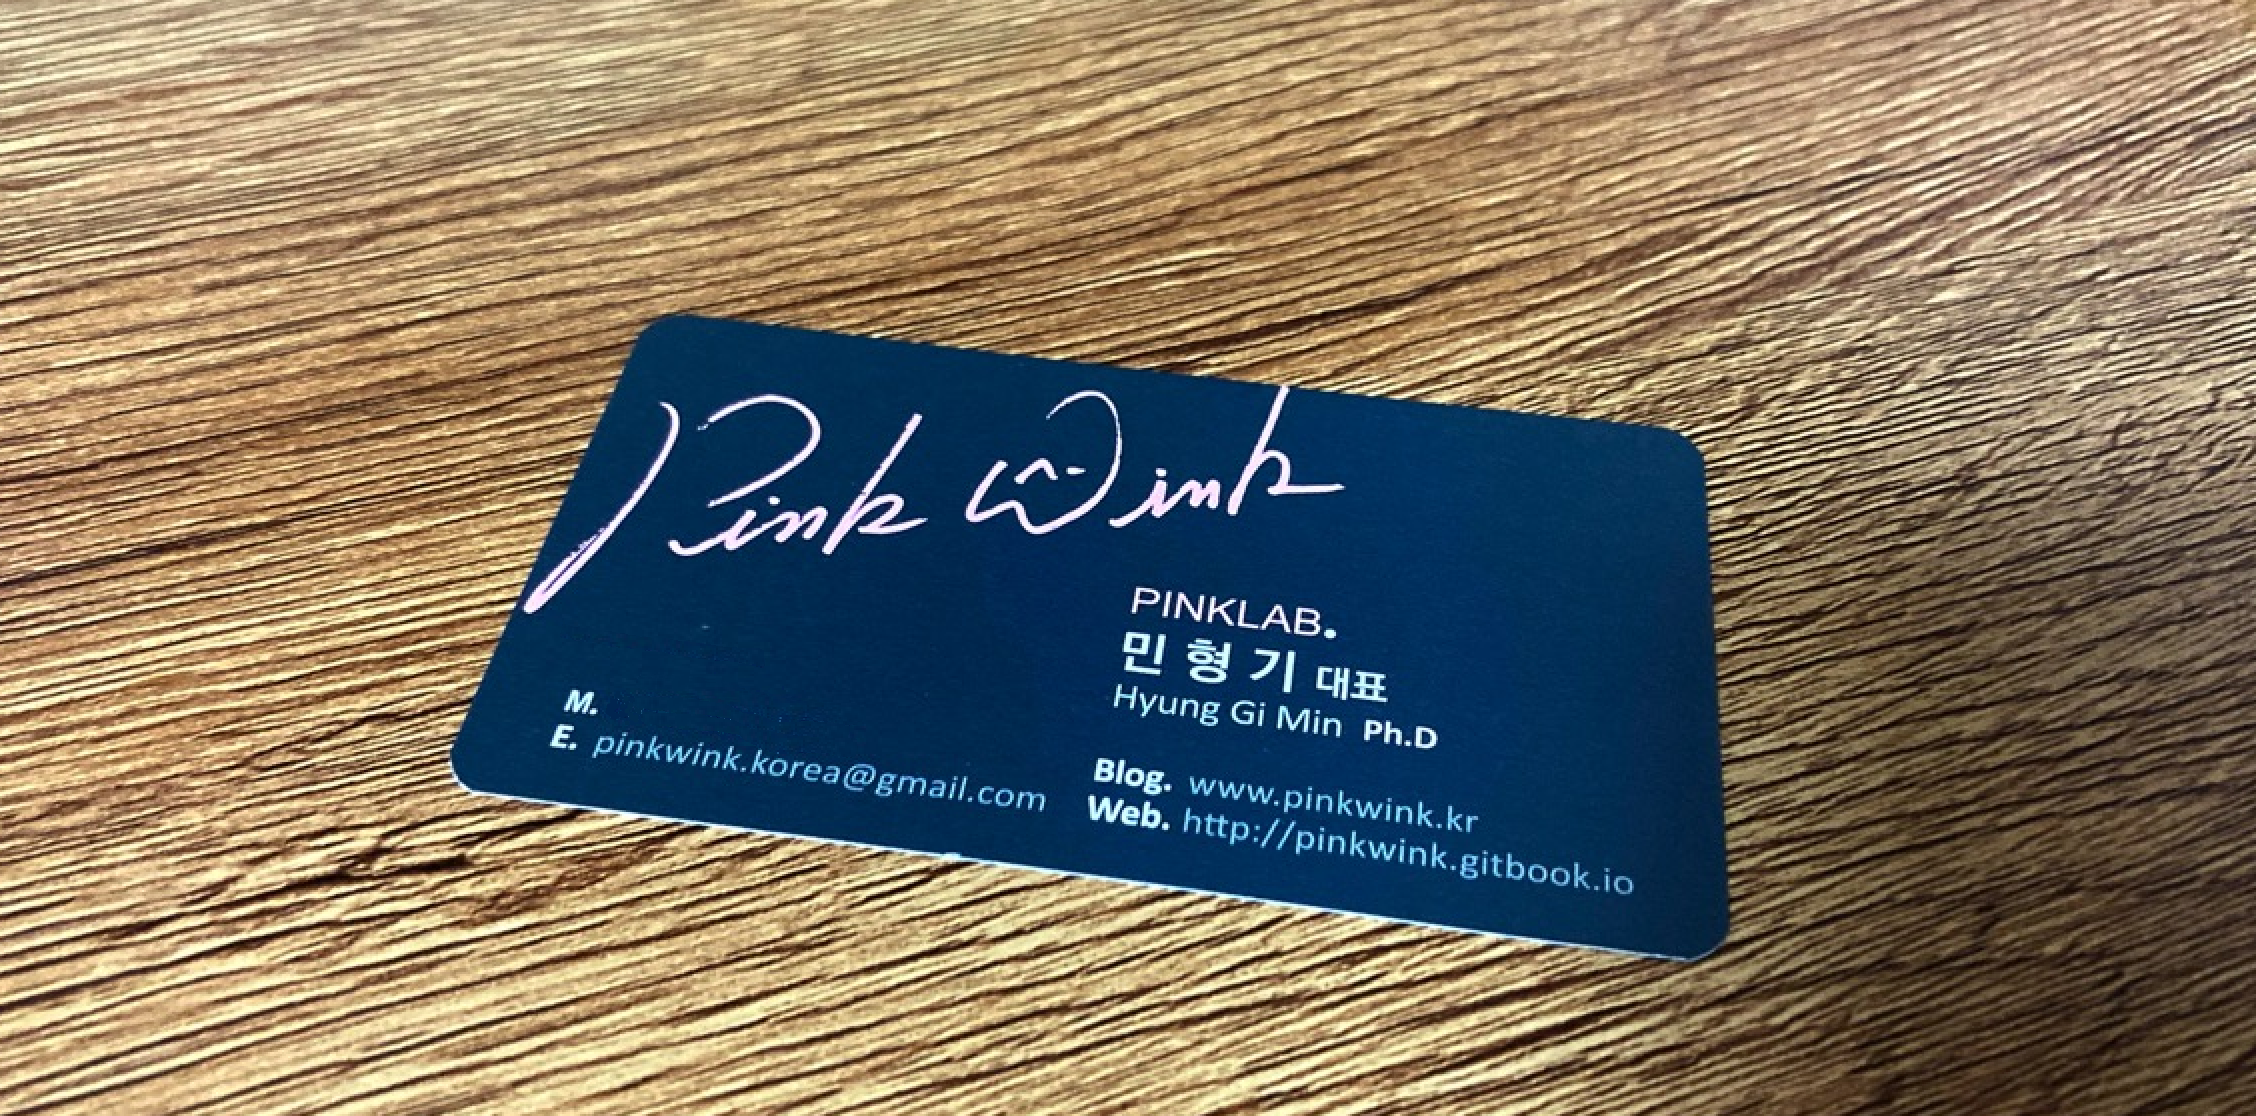 Pink Wink
PINKLAB.
민형기 대표
Hyung Gi Min Ph.D
M.
E. pinkwink.korea@gmail.com
Blog. www.pinkwink.kr
Web. http://pinkwink.gitbook.io